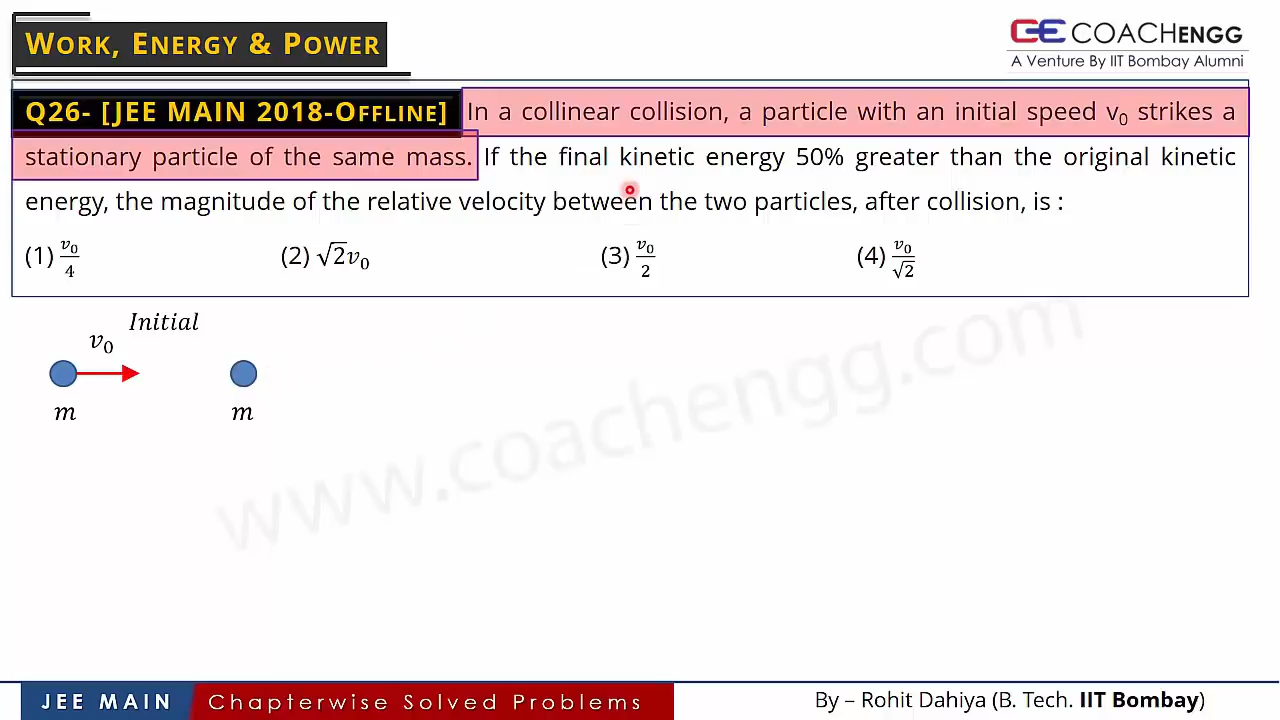 WORK, ENERGY & POWER
CE COACHENGG
A Venture By IIT Bombay Alumni
Q26- [JEE MAIN 2018-OFFLINE] In a collinear collision, a particle with an initial speed v₀ strikes a
stationary particle of the same mass. If the final kinetic energy 50% greater than the original kinetic
energy, the magnitude of the relative velocity between the two particles, after collision, is :
(1) v₀/4 (2) √2v₀ (3) v₀/2 (4) v₀/√2
Initial
v₀
m m
www.coachengg.com
JEE MAIN Chapterwise Solved Problems By – Rohit Dahiya (B. Tech. IIT Bombay)